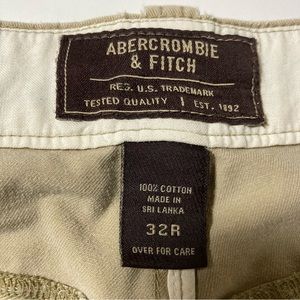 ABERCROMBIE
& FITCH
REG. U.S. TRADEMARK
TESTED QUALITY | EST. 1892
100% COTTON
MADE IN
SRI LANKA
32R
OVER FOR CARE